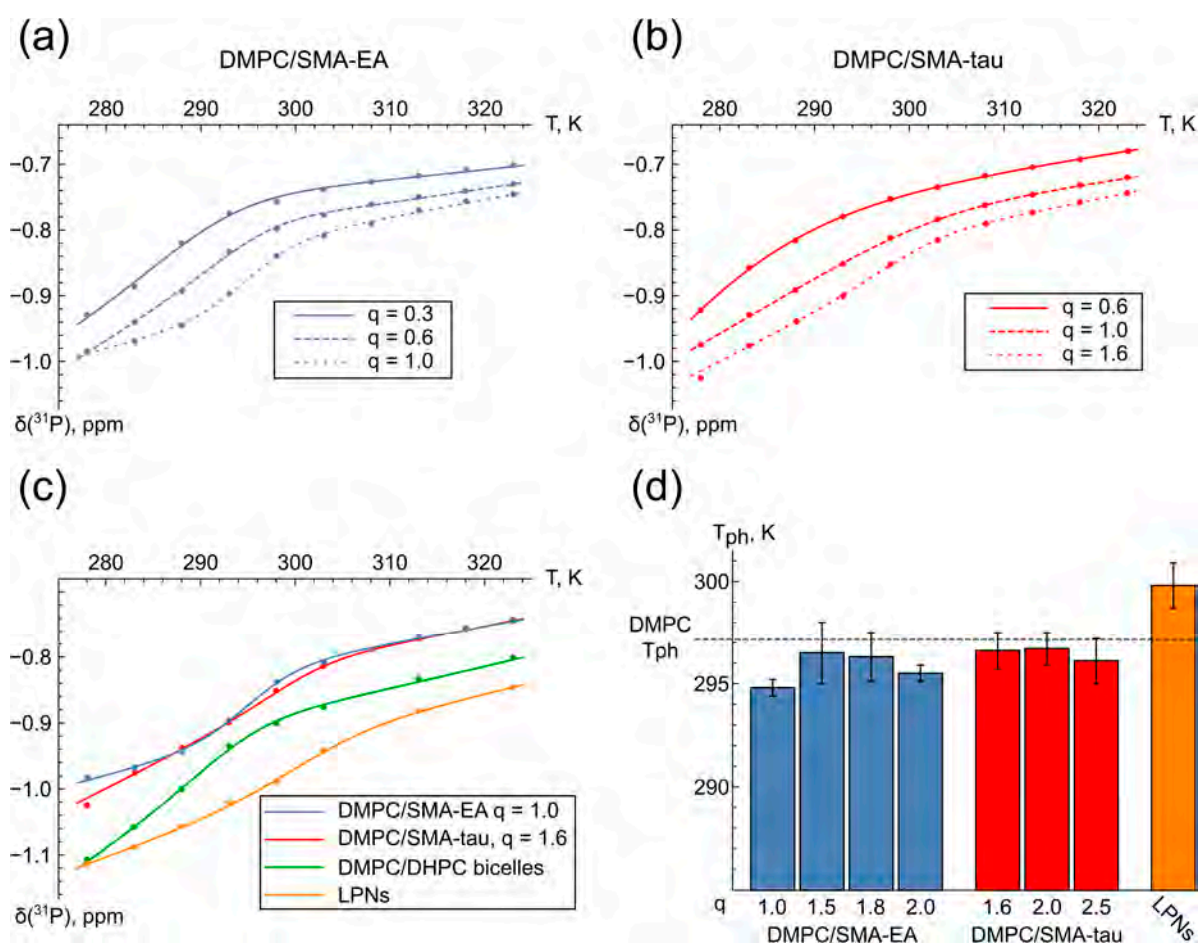 (a)
DMPC/SMA-EA
280 290 300 310 320
T, K
−0.7
−0.8
−0.9
−1.0
q = 0.3
q = 0.6
q = 1.0
δ(³¹P), ppm
(b)
DMPC/SMA-tau
280 290 300 310 320
T, K
−0.7
−0.8
−0.9
−1.0
q = 0.6
q = 1.0
q = 1.6
δ(³¹P), ppm
(c)
280 290 300 310 320
T, K
−0.8
−0.9
−1.0
−1.1
DMPC/SMA-EA q = 1.0
DMPC/SMA-tau, q = 1.6
DMPC/DHPC bicelles
LPNs
δ(³¹P), ppm
(d)
Tph, K
300
DMPC
Tph
295
290
q 1.0 1.5 1.8 2.0 1.6 2.0 2.5 LPNs
DMPC/SMA-EA DMPC/SMA-tau